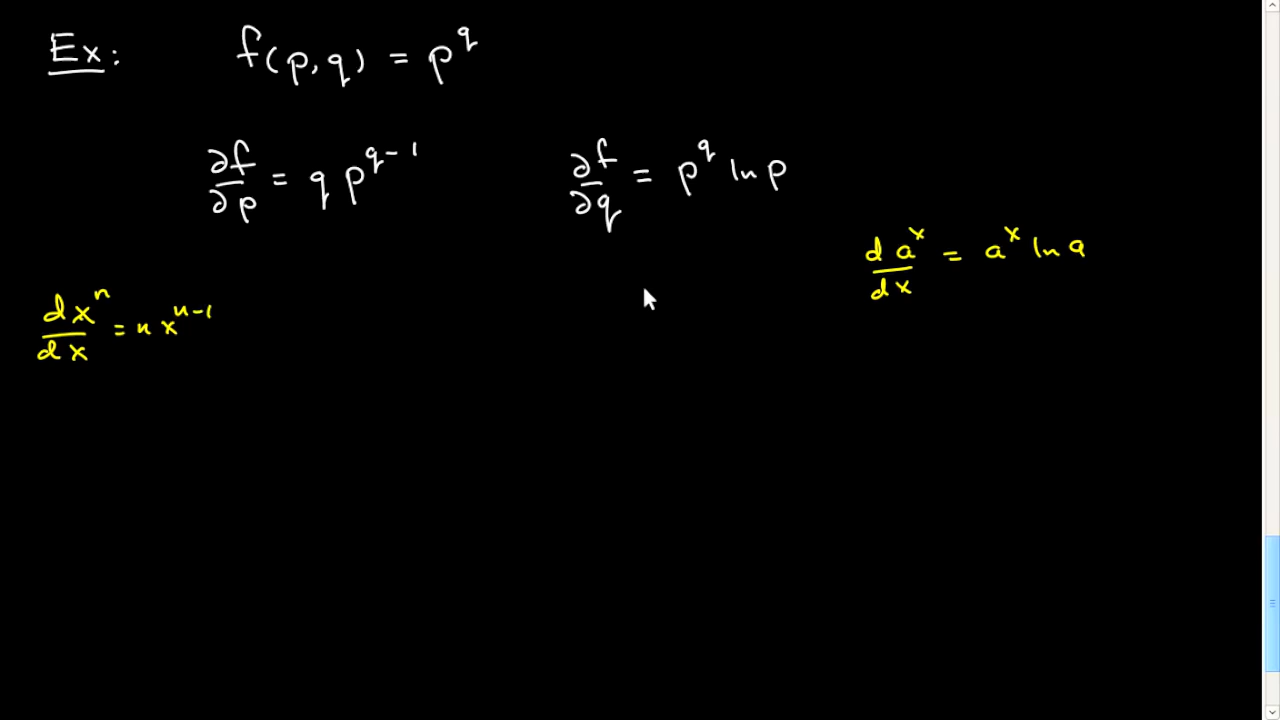 Ex: f(p,q) = p^q
∂f/∂p = q p^{q-1} ∂f/∂q = p^q ln p
d a^x/dx = a^x ln a
d x^n/dx = n x^{n-1}